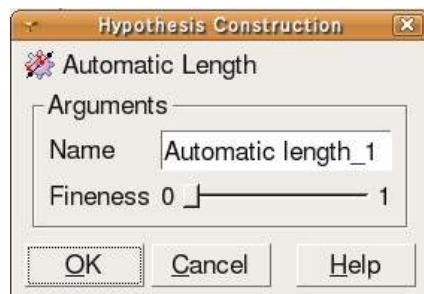 Hypothesis Construction
Automatic Length
Arguments
Name Automatic length_1
Fineness 0 1
OK Cancel Help